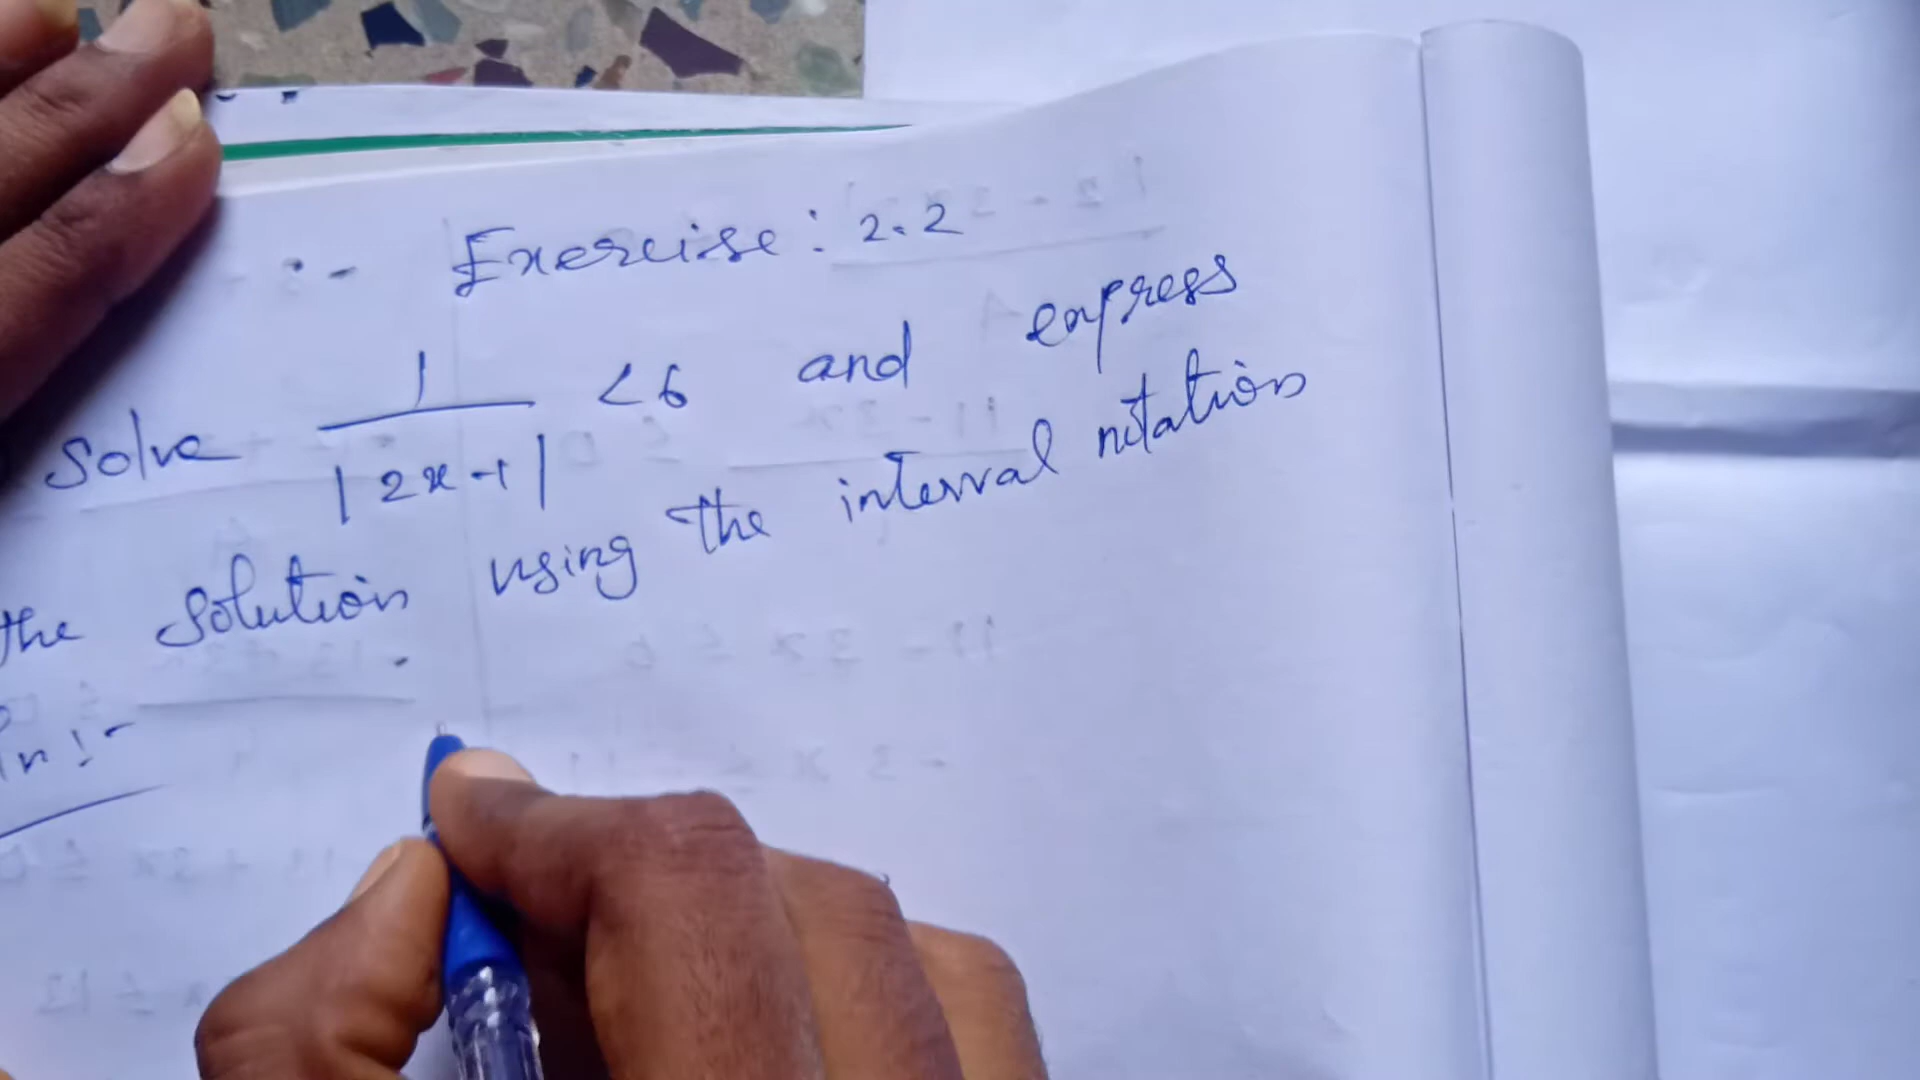 Exercise: 2.2
Solve 1/|2x-1| <6 and express
the solution using the interval notation